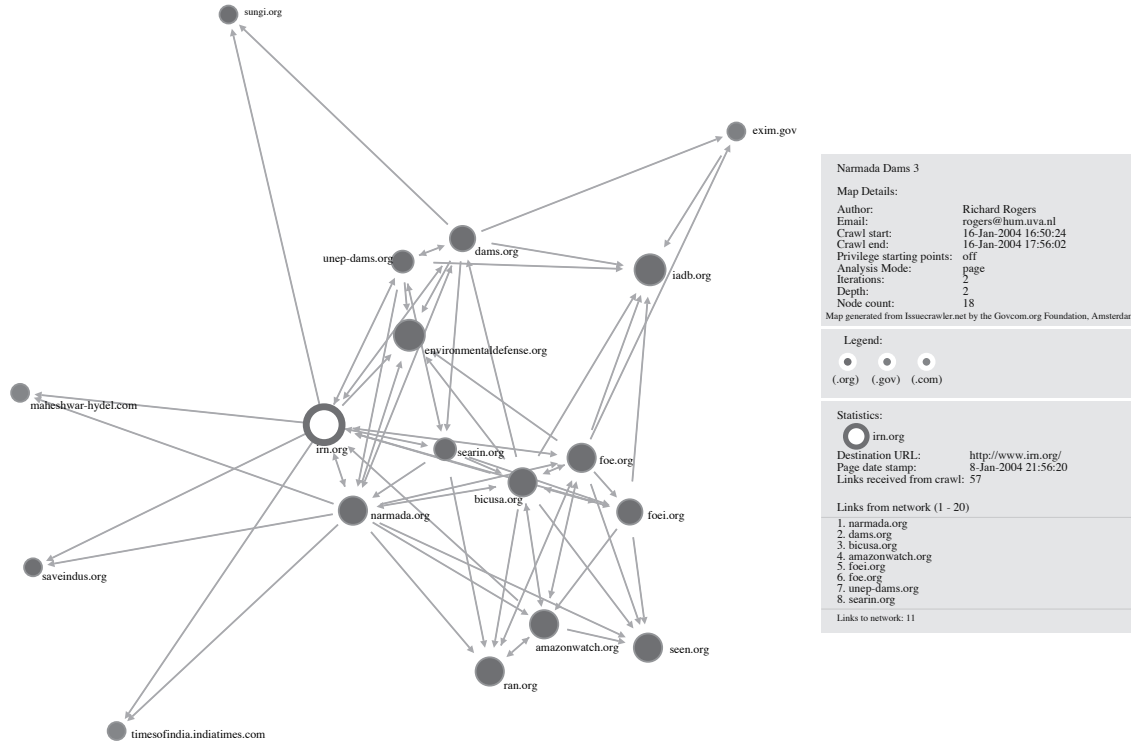 sungi.org
exim.gov
dams.org
unep-dams.org
iadb.org
environmentaldefense.org
maheshwar-hydel.com
irn.org
searin.org
foe.org
bicusa.org
narmada.org
foei.org
saveindus.org
amazonwatch.org
seen.org
ran.org
timesofindia.indiatimes.com
Narmada Dams 3
Map Details:
Author: Richard Rogers
Email: rogers@hum.uva.nl
Crawl start: 16-Jan-2004 16:50:24
Crawl end: 16-Jan-2004 17:56:02
Privilege starting points: off
Analysis Mode: page
Iterations: 2
Depth: 2
Node count: 18
Map generated from Issuecrawler.net by the Govcom.org Foundation, Amsterdam
Legend:
(.org) (.gov) (.com)
Statistics:
irn.org
Destination URL: http://www.irn.org/
Page date stamp: 8-Jan-2004 21:56:20
Links received from crawl: 57
Links from network (1 - 20)
1. narmada.org
2. dams.org
3. bicusa.org
4. amazonwatch.org
5. foei.org
6. foe.org
7. unep-dams.org
8. searin.org
Links to network: 11